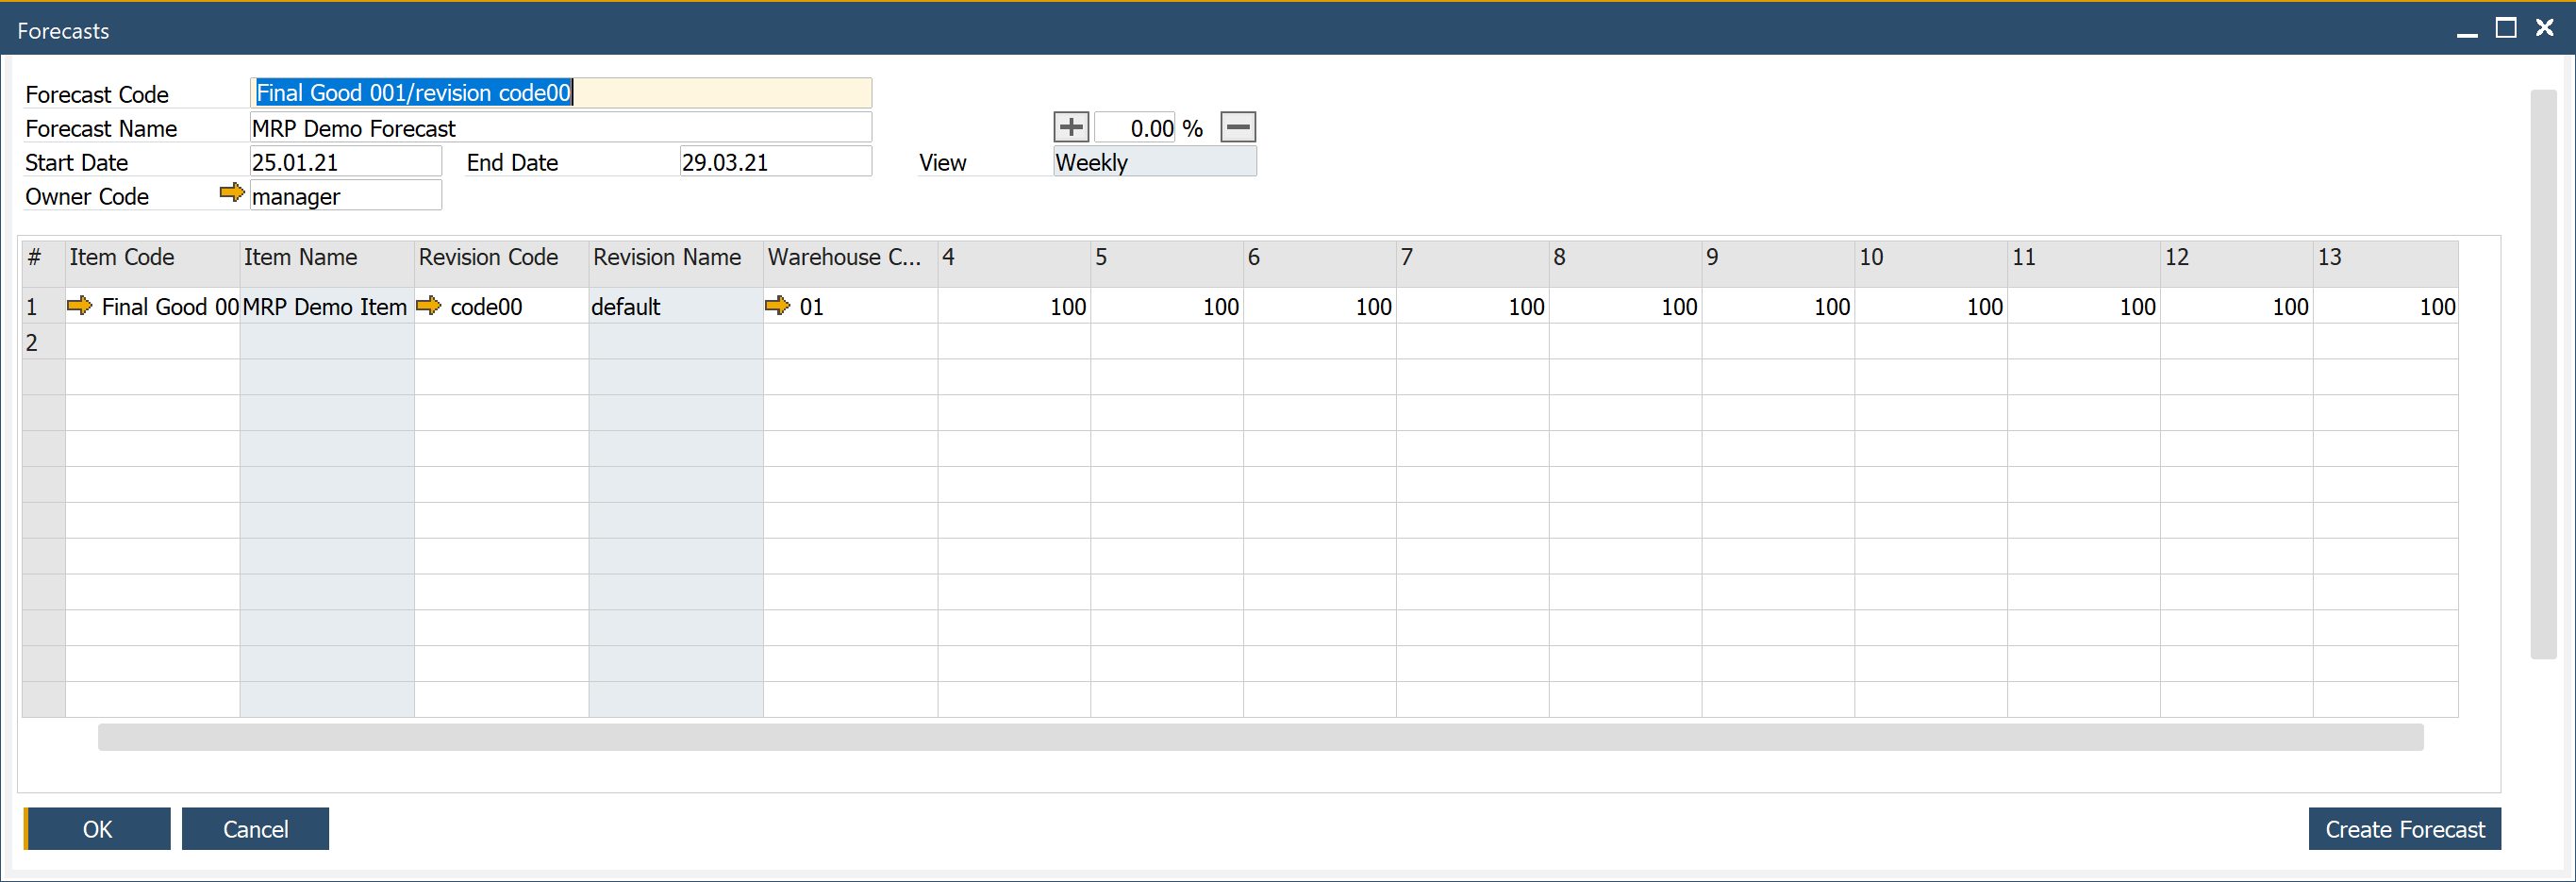 Forecasts
Forecast Code Final Good 001/revision code00
Forecast Name MRP Demo Forecast 0.00 %
Start Date 25.01.21 End Date 29.03.21 View Weekly
Owner Code manager
# Item Code Item Name Revision Code Revision Name Warehouse C... 4 5 6 7 8 9 10 11 12 13
1 Final Good 00 MRP Demo Item code00 default 01 100 100 100 100 100 100 100 100 100 100
2
OK Cancel Create Forecast